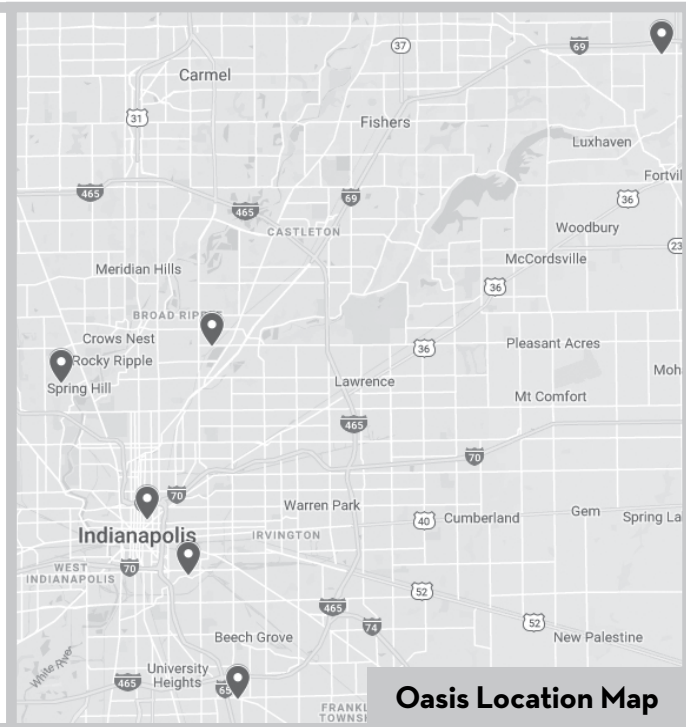 37
69
Carmel
31
Fishers
Luxhaven
Fortvil
465
69
36
465
CASTLETON
Woodbury
23
McCordsville
Meridian Hills
36
BROAD RIPPLE
Crows Nest
36
Pleasant Acres
Rocky Ripple
Moh
Spring Hill
Lawrence
Mt Comfort
465
70
70
Warren Park
Gem
40
Cumberland
Spring La
Indianapolis
IRVINGTON
WEST
INDIANAPOLIS
70
52
465
52
74
Beech Grove
New Palestine
White River
University
Heights
465
65
Oasis Location Map
FRANKL
TOWNSH